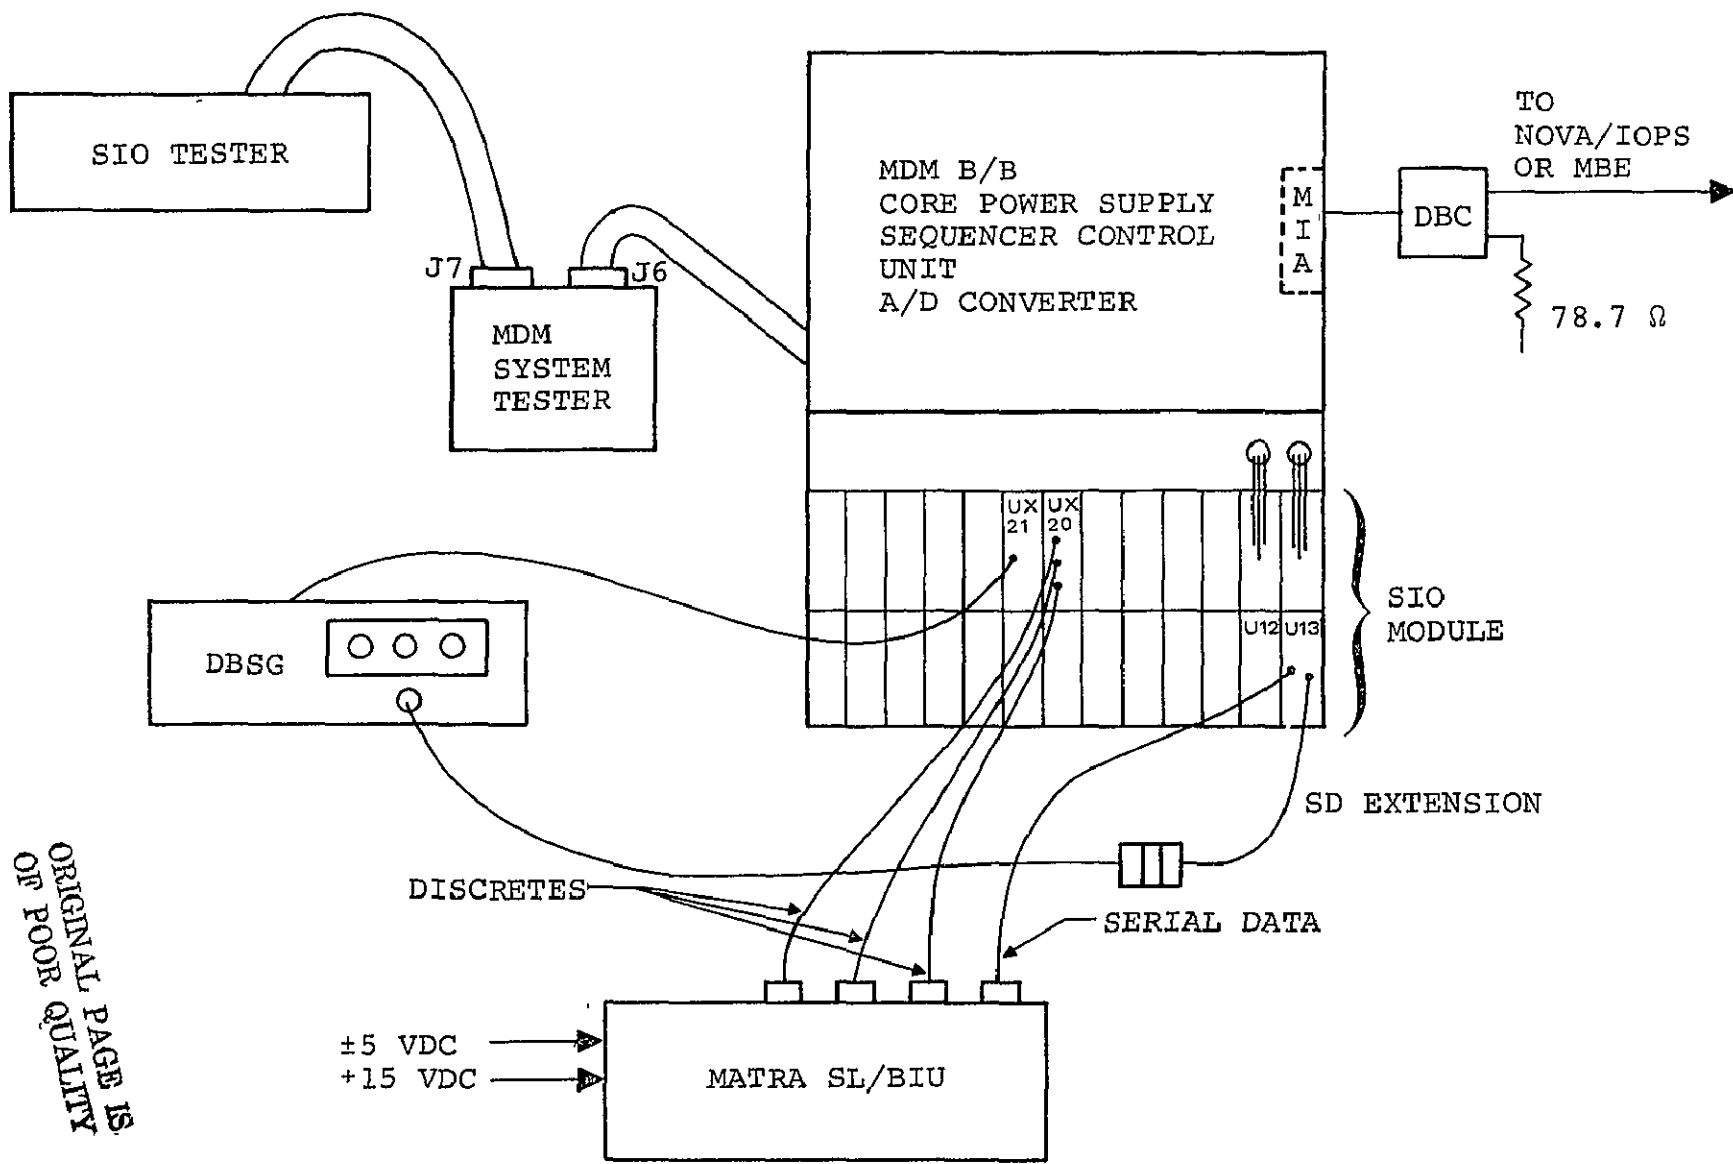 SIO TESTER
J7
J6
MDM
SYSTEM
TESTER
MDM B/B
CORE POWER SUPPLY
SEQUENCER CONTROL
UNIT
A/D CONVERTER
M
I
A
DBC
TO
NOVA/IOPS
OR MBE
78.7 Ω
UX
21
UX
20
U12
U13
SIO
MODULE
DBSG
SD EXTENSION
DISCRETES
SERIAL DATA
±5 VDC
+15 VDC
MATRA SL/BIU
ORIGINAL PAGE IS
OF POOR QUALITY